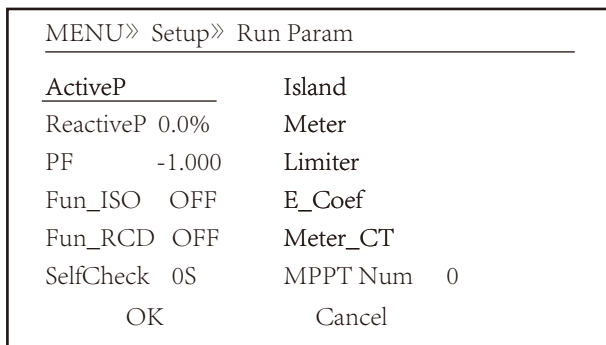 MENU» Setup» Run Param
ActiveP Island
ReactiveP 0.0% Meter
PF -1.000 Limiter
Fun_ISO OFF E_Coef
Fun_RCD OFF Meter_CT
SelfCheck 0S MPPT Num 0
OK Cancel